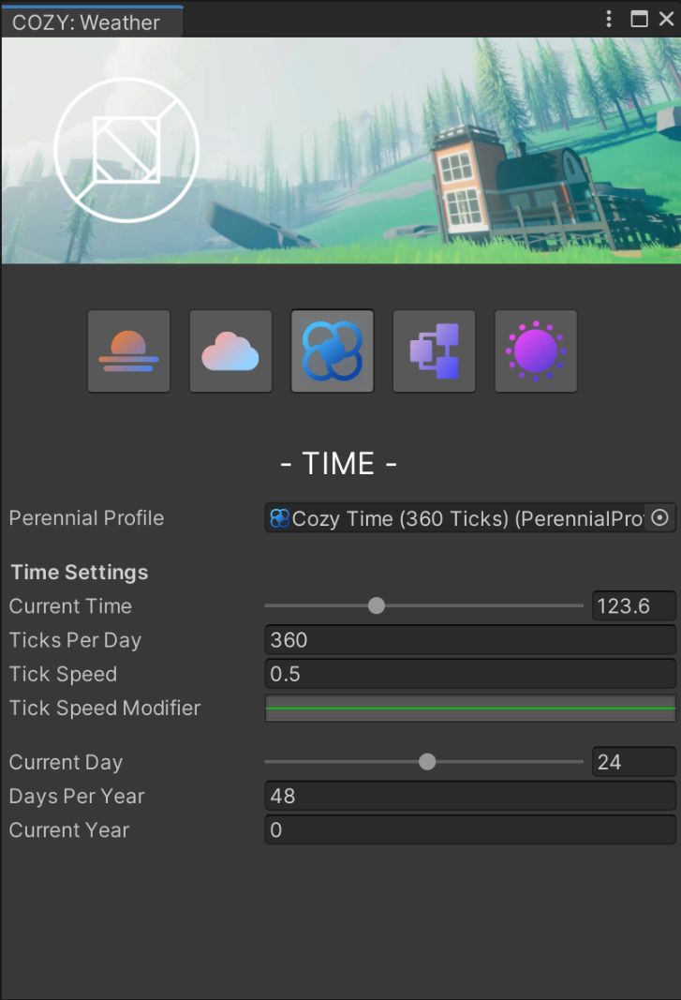 COZY: Weather
- TIME -
Perennial Profile
Cozy Time (360 Ticks) (PerennialPro
Time Settings
Current Time 123.6
Ticks Per Day 360
Tick Speed 0.5
Tick Speed Modifier
Current Day 24
Days Per Year 48
Current Year 0